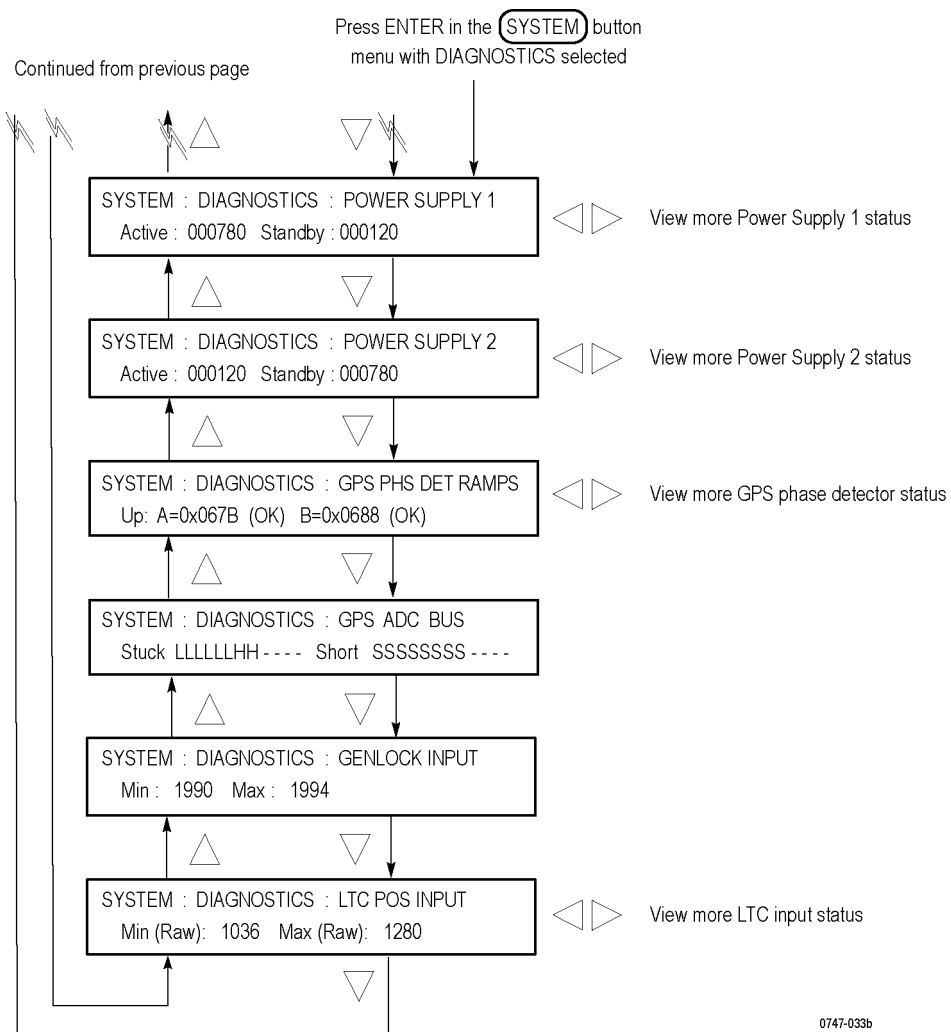 Press ENTER in the SYSTEM button
menu with DIAGNOSTICS selected
Continued from previous page
SYSTEM : DIAGNOSTICS : POWER SUPPLY 1
Active : 000780 Standby : 000120
View more Power Supply 1 status
SYSTEM : DIAGNOSTICS : POWER SUPPLY 2
Active : 000120 Standby : 000780
View more Power Supply 2 status
SYSTEM : DIAGNOSTICS : GPS PHS DET RAMPS
Up: A=0x067B (OK) B=0x0688 (OK)
View more GPS phase detector status
SYSTEM : DIAGNOSTICS : GPS ADC BUS
Stuck LLLLLLHH - - - - Short SSSSSSSS - - - -
SYSTEM : DIAGNOSTICS : GENLOCK INPUT
Min : 1990 Max : 1994
SYSTEM : DIAGNOSTICS : LTC POS INPUT
Min (Raw): 1036 Max (Raw): 1280
View more LTC input status
0747-033b